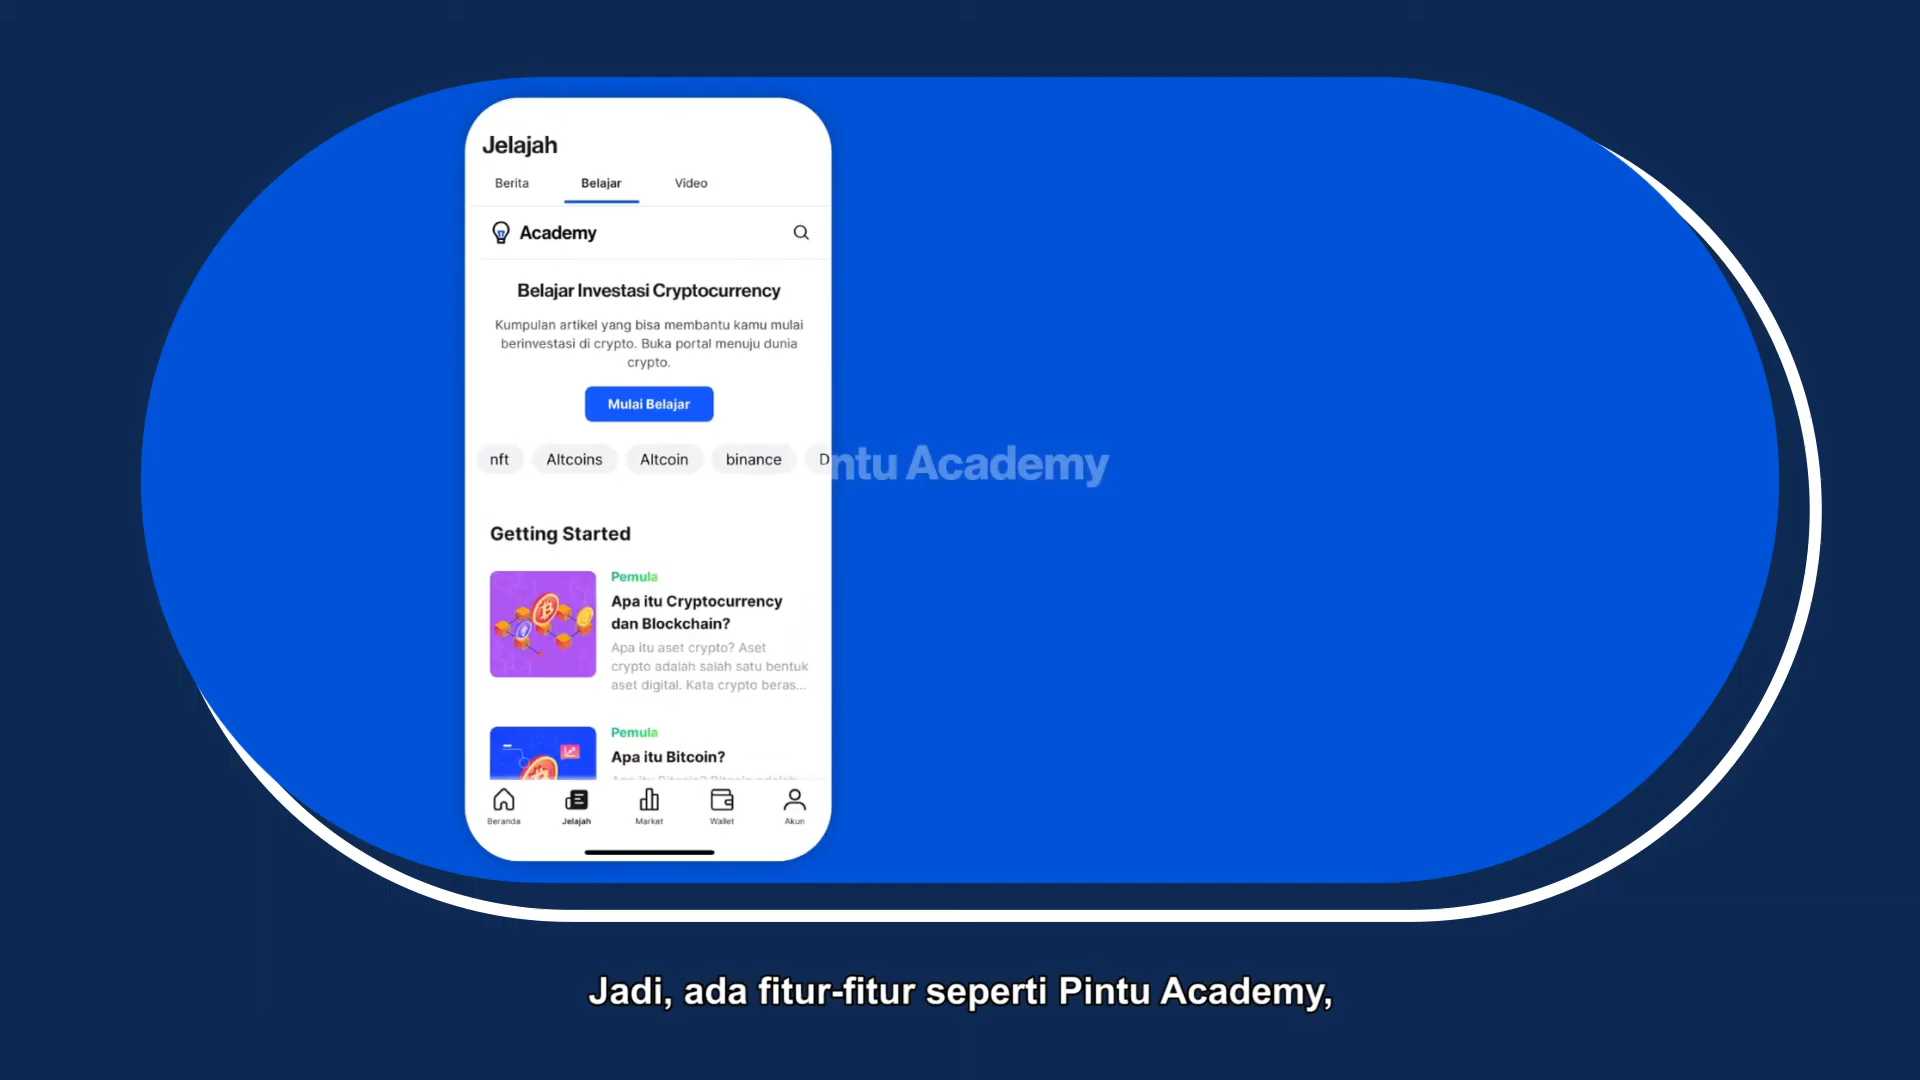 Jelajah
Berita
Belajar
Video
Academy
Belajar Investasi Cryptocurrency
Kumpulan artikel yang bisa membantu kamu mulai
berinvestasi di crypto. Buka portal menuju dunia
crypto.
Mulai Belajar
nft
Altcoins
Altcoin
binance
D
ntu Academy
Getting Started
Pemula
Apa itu Cryptocurrency
dan Blockchain?
Apa itu aset crypto? Aset
crypto adalah salah satu bentuk
aset digital. Kata crypto beras...
Pemula
Apa itu Bitcoin?
Beranda
Jelajah
Market
Wallet
Akun
Jadi, ada fitur-fitur seperti Pintu Academy,